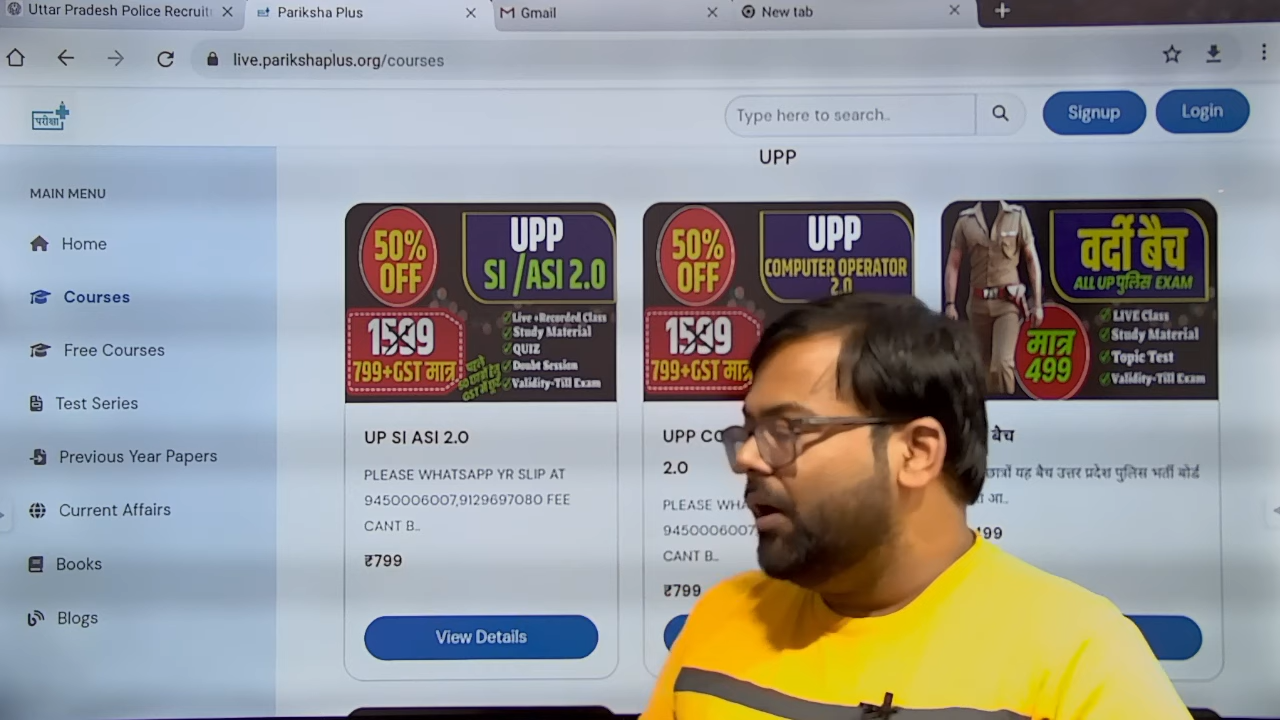 Uttar Pradesh Police Recruit
Pariksha Plus
Gmail
New tab
live.parikshaplus.org/courses
परीक्षा
Type here to search..
Signup
Login
UPP
MAIN MENU
Home
Courses
Free Courses
Test Series
Previous Year Papers
Current Affairs
Books
Blogs
50%
OFF
UPP
SI /ASI 2.0
1599
799+GST मात्र
Live +Recorded Class
Study Material
QUIZ
Doubt Session
Validity-Till Exam
UP SI ASI 2.0
PLEASE WHATSAPP YR SLIP AT
9450006007,9129697080 FEE
CANT B..
₹799
View Details
50%
OFF
UPP
COMPUTER OPERATOR
2.0
1599
799+GST मात्र
UPP CO
2.0
PLEASE WHA
9450006007,
CANT B..
₹799
वर्दी बैच
ALL UP पुलिस EXAM
मात्र
499
LIVE Class
Study Material
Topic Test
Validity-Till Exam
बैच
छात्रों यह बैच उत्तर प्रदेश पुलिस भर्ती बोर्ड
आ..
499